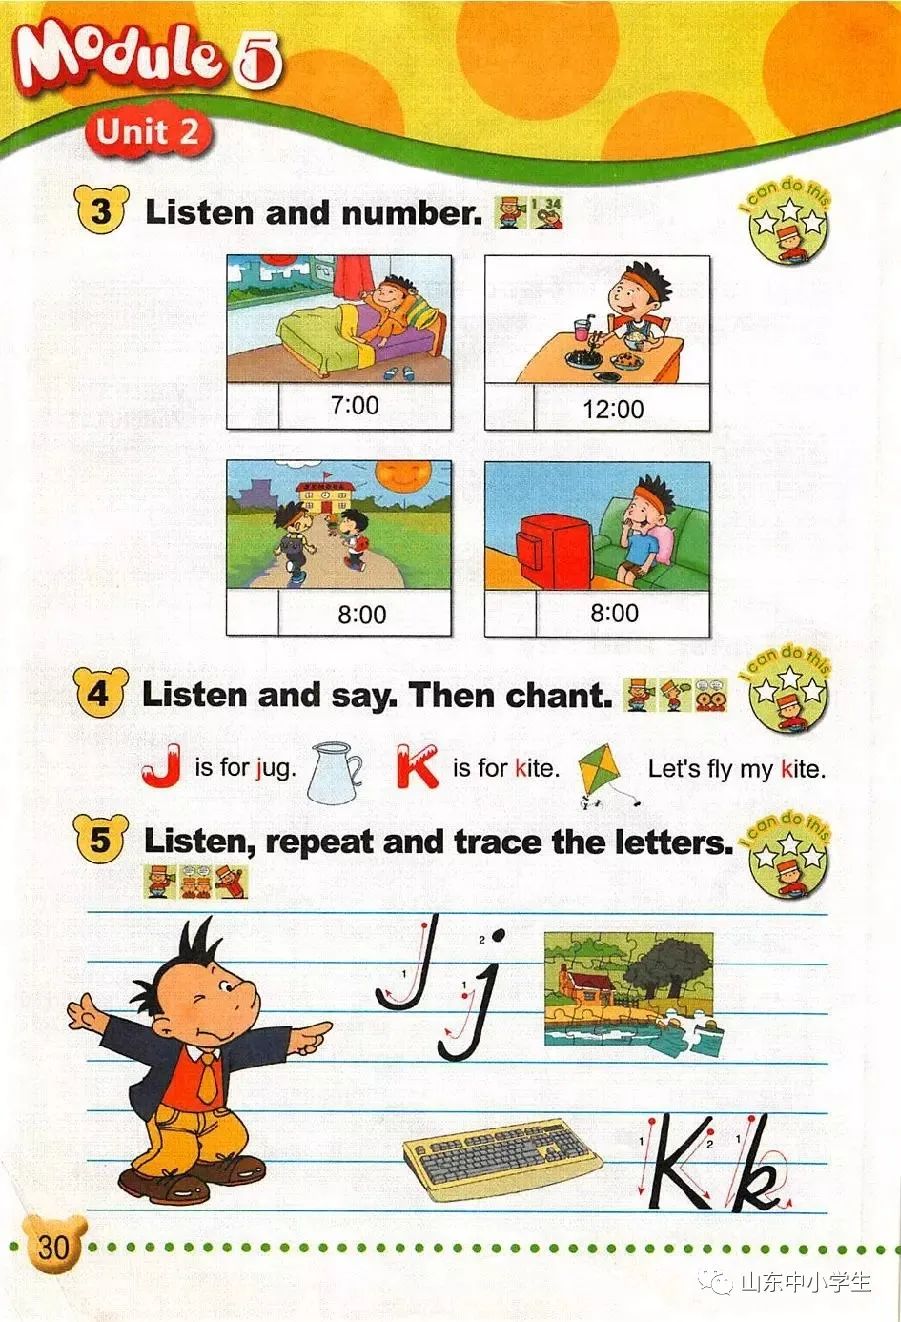 Module 5
Unit 2
3 Listen and number. 1 34
I can do this
7:00
12:00
SCHOOL
8:00
8:00
4 Listen and say. Then chant.
I can do this
J is for jug. K is for kite. Let's fly my kite.
5 Listen, repeat and trace the letters.
I can do this
J j
1 2 1
K k
1 2 1
30
山东中小学生